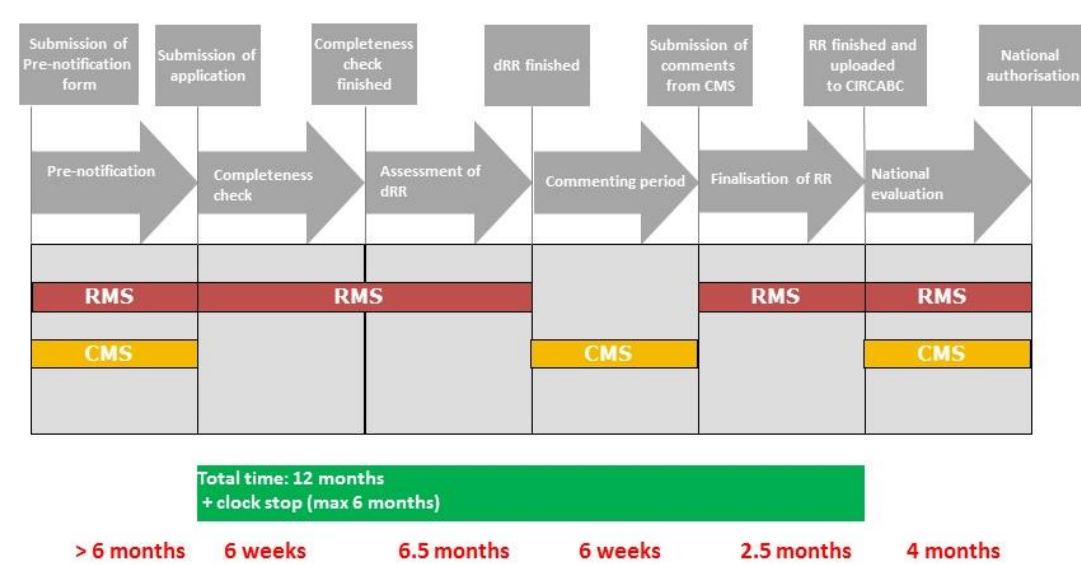 Submission of
Pre-notification
form
Submission of
application
Completeness
check
finished
dRR finished
Submission of
comments
from CMS
RR finished and
uploaded
to CIRCABC
National
authorisation
Pre-notification
Completeness
check
Assessment of
dRR
Commenting period
Finalisation of RR
National
evaluation
RMS
RMS
RMS
RMS
CMS
CMS
CMS
Total time: 12 months
+ clock stop (max 6 months)
> 6 months
6 weeks
6.5 months
6 weeks
2.5 months
4 months